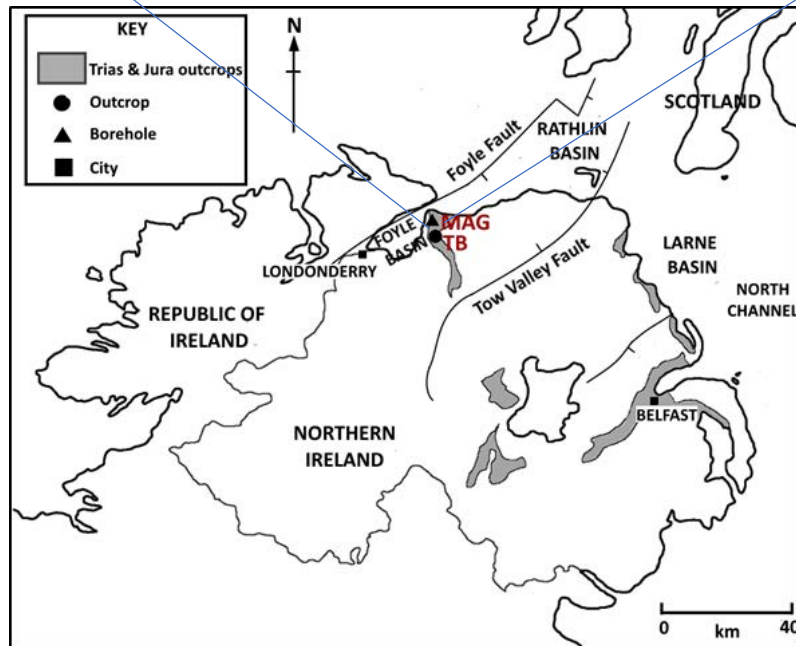 KEY
Trias & Jura outcrops
Outcrop
Borehole
City
N
SCOTLAND
RATHLIN
BASIN
Foyle Fault
MAG
TB
FOYLE
BASIN
LONDONDERRY
Tow Valley Fault
LARNE
BASIN
NORTH
CHANNEL
REPUBLIC OF
IRELAND
BELFAST
NORTHERN
IRELAND
0
40
km